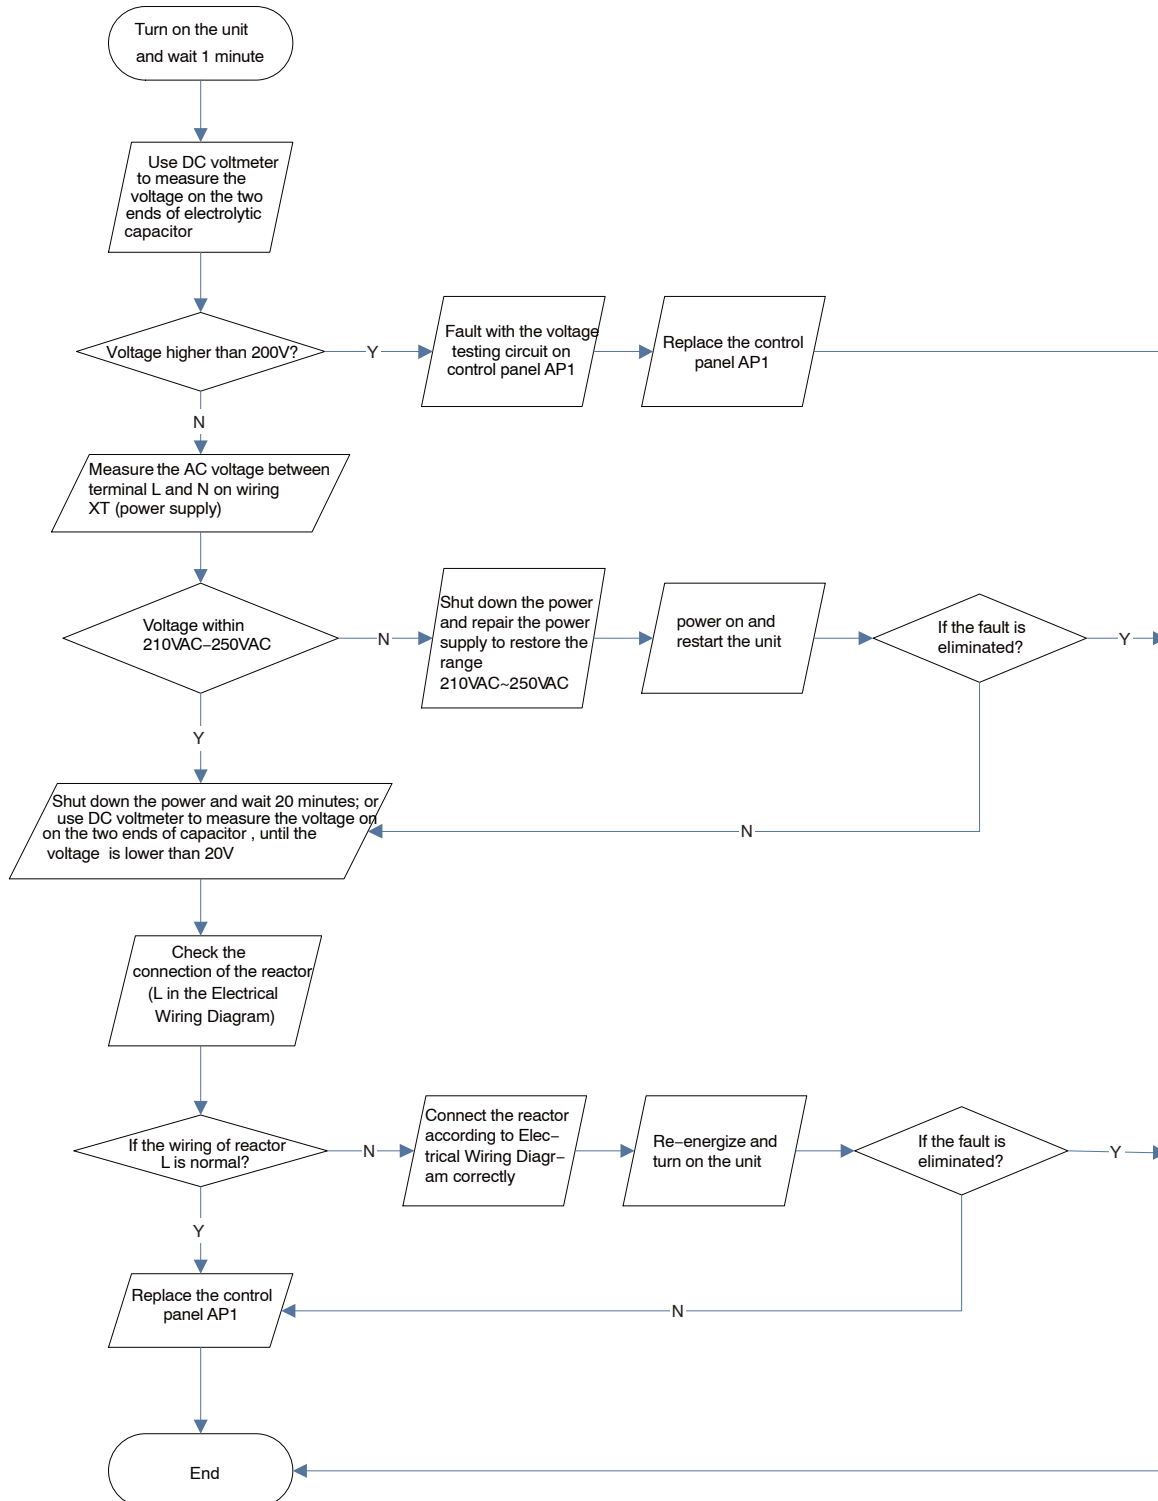 Turn on the unit
and wait 1 minute
Use DC voltmeter
to measure the
voltage on the two
ends of electrolytic
capacitor
Voltage higher than 200V?
Y
Fault with the voltage
testing circuit on
control panel AP1
Replace the control
panel AP1
N
Measure the AC voltage between
terminal L and N on wiring
XT (power supply)
Voltage within
210VAC–250VAC
N
Shut down the power
and repair the power
supply to restore the
range
210VAC~250VAC
power on and
restart the unit
If the fault is
eliminated?
Y
Y
Shut down the power and wait 20 minutes; or
use DC voltmeter to measure the voltage on
on the two ends of capacitor , until the
voltage is lower than 20V
N
Check the
connection of the reactor
(L in the Electrical
Wiring Diagram)
If the wiring of reactor
L is normal?
N
Connect the reactor
according to Elec–
trical Wiring Diagr–
am correctly
Re–energize and
turn on the unit
If the fault is
eliminated?
Y
Y
Replace the control
panel AP1
N
End